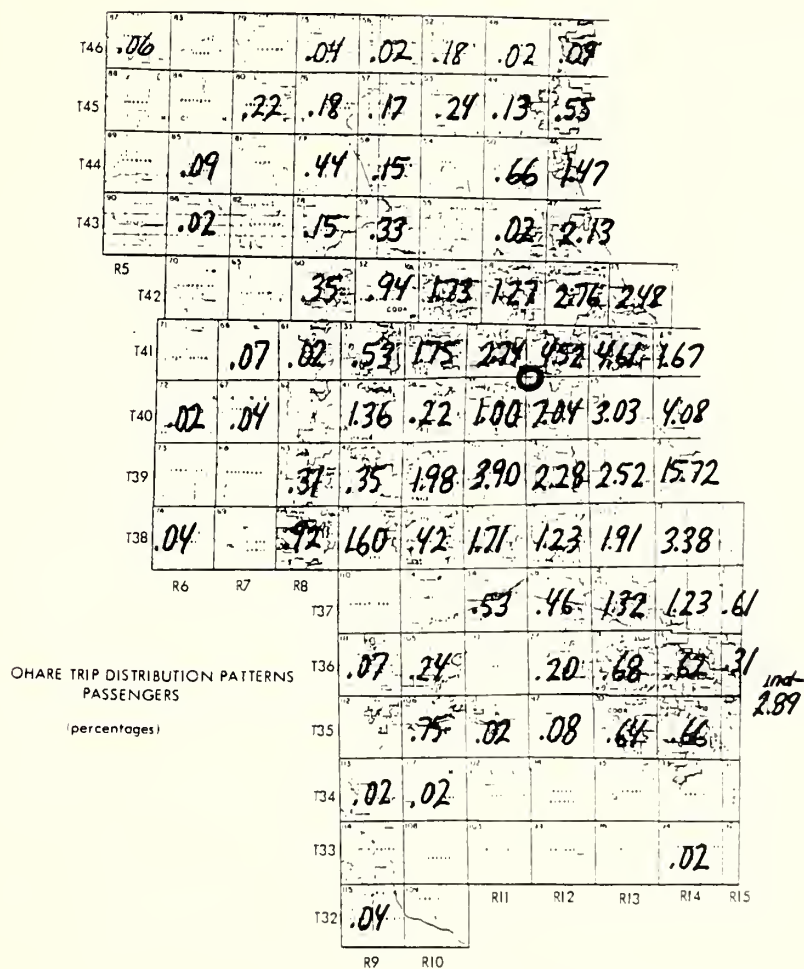 T46 .06 .04 .02 .18 .02 .09
T45 .22 .18 .17 .24 .13 .55
T44 .09 .44 .15 .66 1.47
T43 .02 .15 .33 .02 2.13
R5
T42 .35 .94 1.73 1.27 2.76 2.48
T41 .07 .02 .53 1.75 2.24 4.52 4.61 1.67
T40 .02 .04 1.36 .22 1.00 2.04 3.03 4.08
T39 .37 .35 1.98 3.90 2.28 2.52 15.72
T38 .04 .92 1.60 .42 1.71 1.23 1.91 3.38
R6 R7 R8
T37 .53 .46 1.32 1.23 .61
T36 .07 .24 .20 .68 .62 .31
OHARE TRIP DISTRIBUTION PATTERNS
PASSENGERS
(percentages)
ind-
2.89
T35 .75 .02 .08 .64 .66
T34 .02 .02
T33 .02
R11 R12 R13 R14 R15
T32 .04
R9 R10